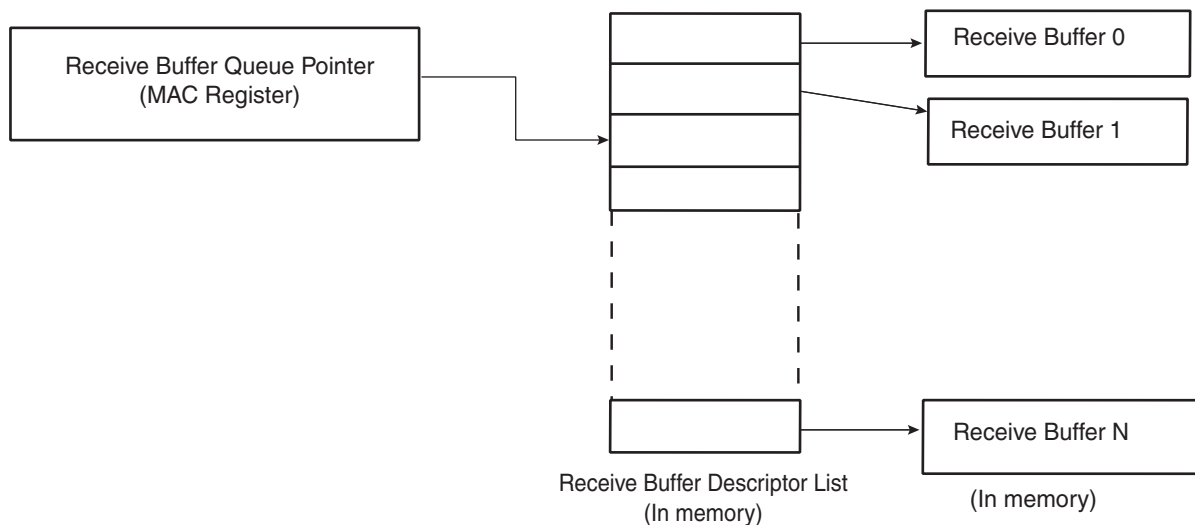 Receive Buffer Queue Pointer
(MAC Register)
Receive Buffer 0
Receive Buffer 1
Receive Buffer N
Receive Buffer Descriptor List
(In memory)
(In memory)